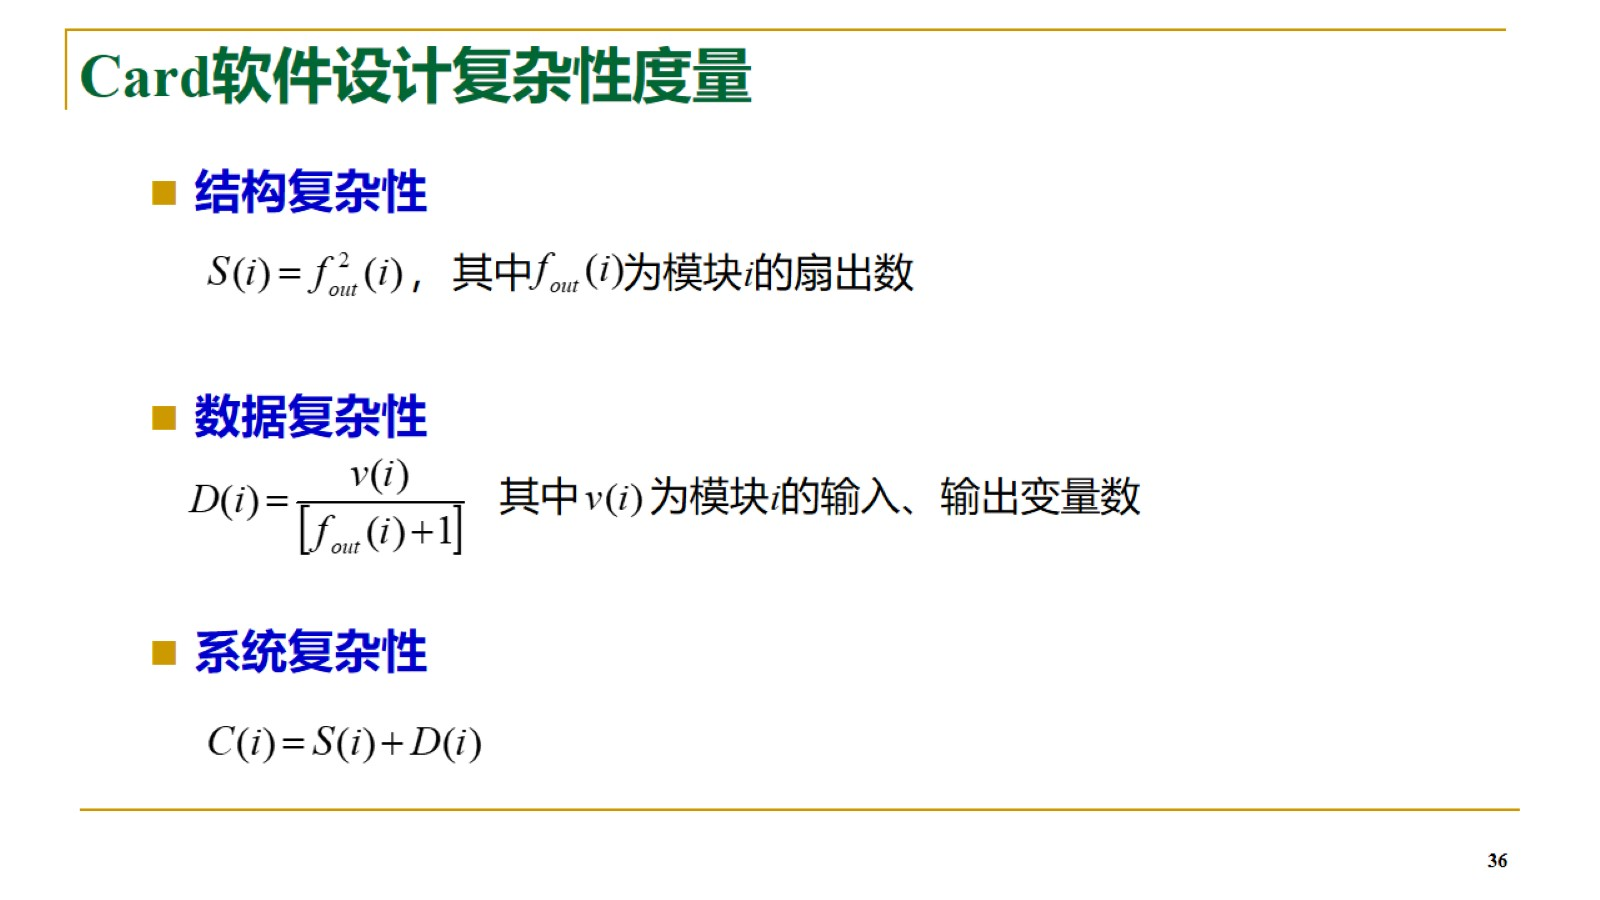 Card软件设计复杂性度量
结构复杂性
S(i) = f²out(i)，其中fout(i)为模块i的扇出数
数据复杂性
D(i) = v(i) / [fout(i)+1] 其中 v(i) 为模块i的输入、输出变量数
系统复杂性
C(i) = S(i) + D(i)
36